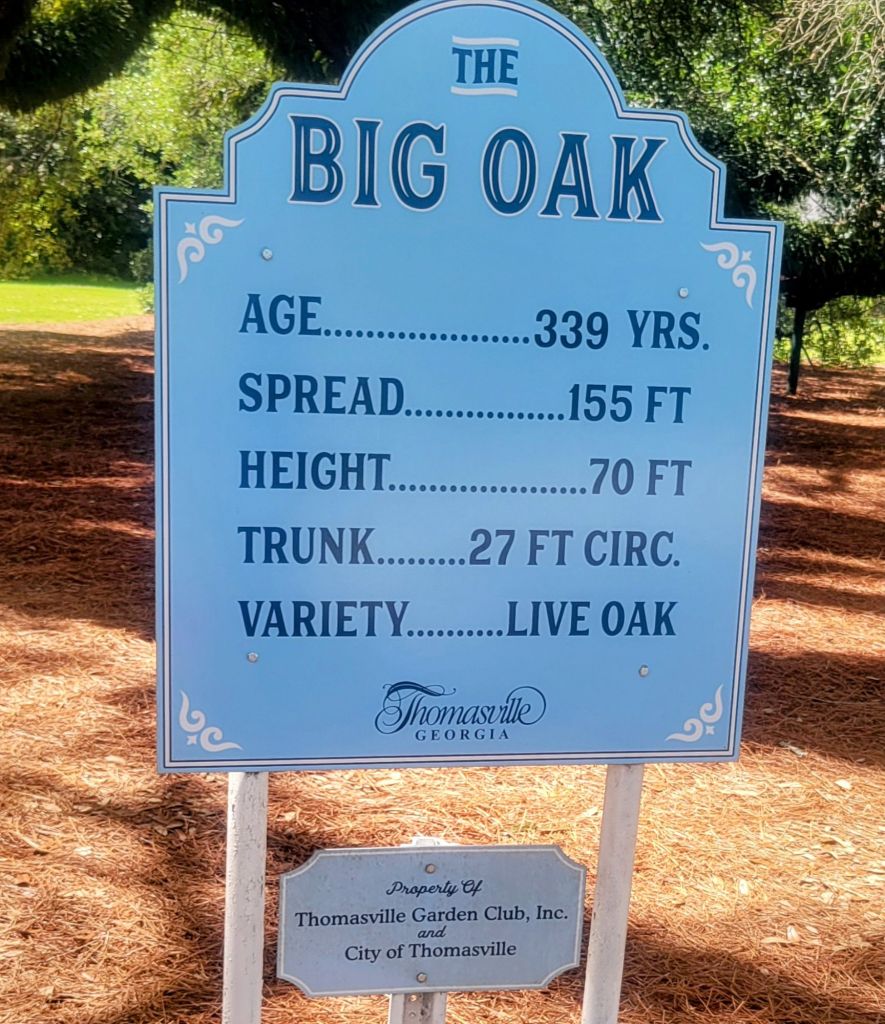 THE
BIG OAK
AGE....................339 YRS.
SPREAD................155 FT
HEIGHT...................70 FT
TRUNK.........27 FT CIRC.
VARIETY..........LIVE OAK
Thomasville
GEORGIA
Property Of
Thomasville Garden Club, Inc.
and
City of Thomasville